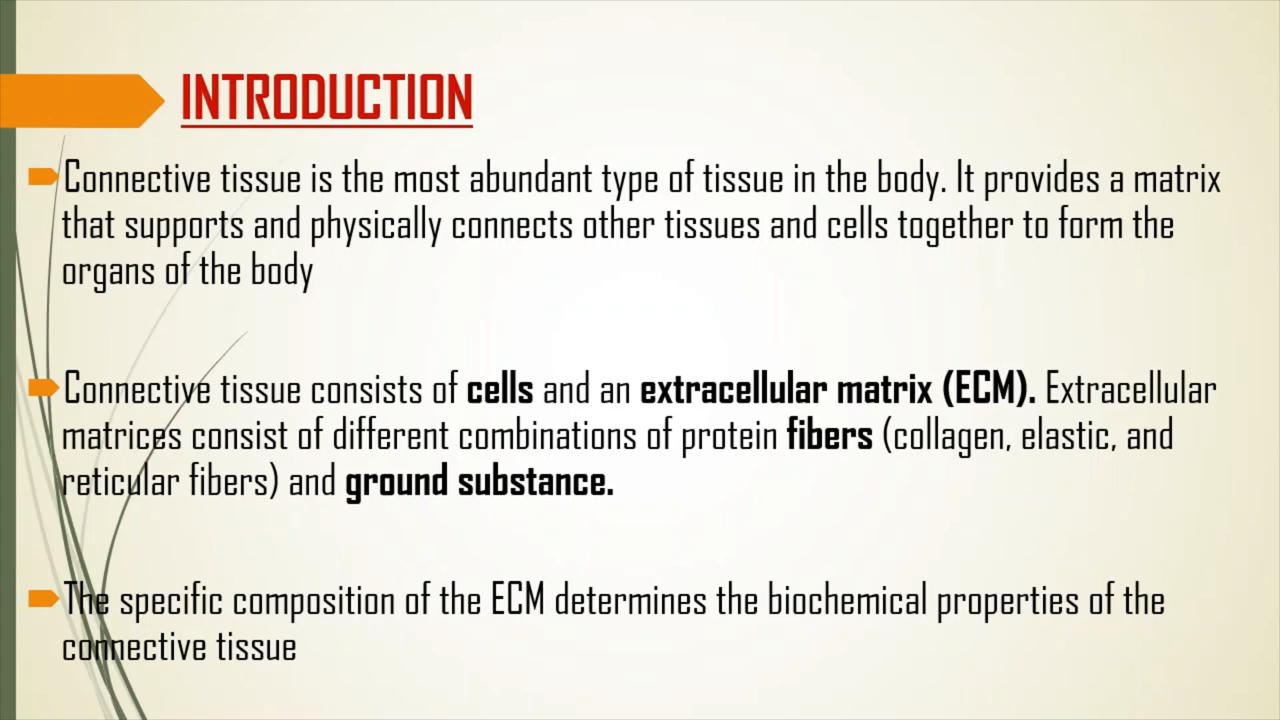 INTRODUCTION
Connective tissue is the most abundant type of tissue in the body. It provides a matrix
that supports and physically connects other tissues and cells together to form the
organs of the body
Connective tissue consists of cells and an extracellular matrix (ECM). Extracellular
matrices consist of different combinations of protein fibers (collagen, elastic, and
reticular fibers) and ground substance.
The specific composition of the ECM determines the biochemical properties of the
connective tissue